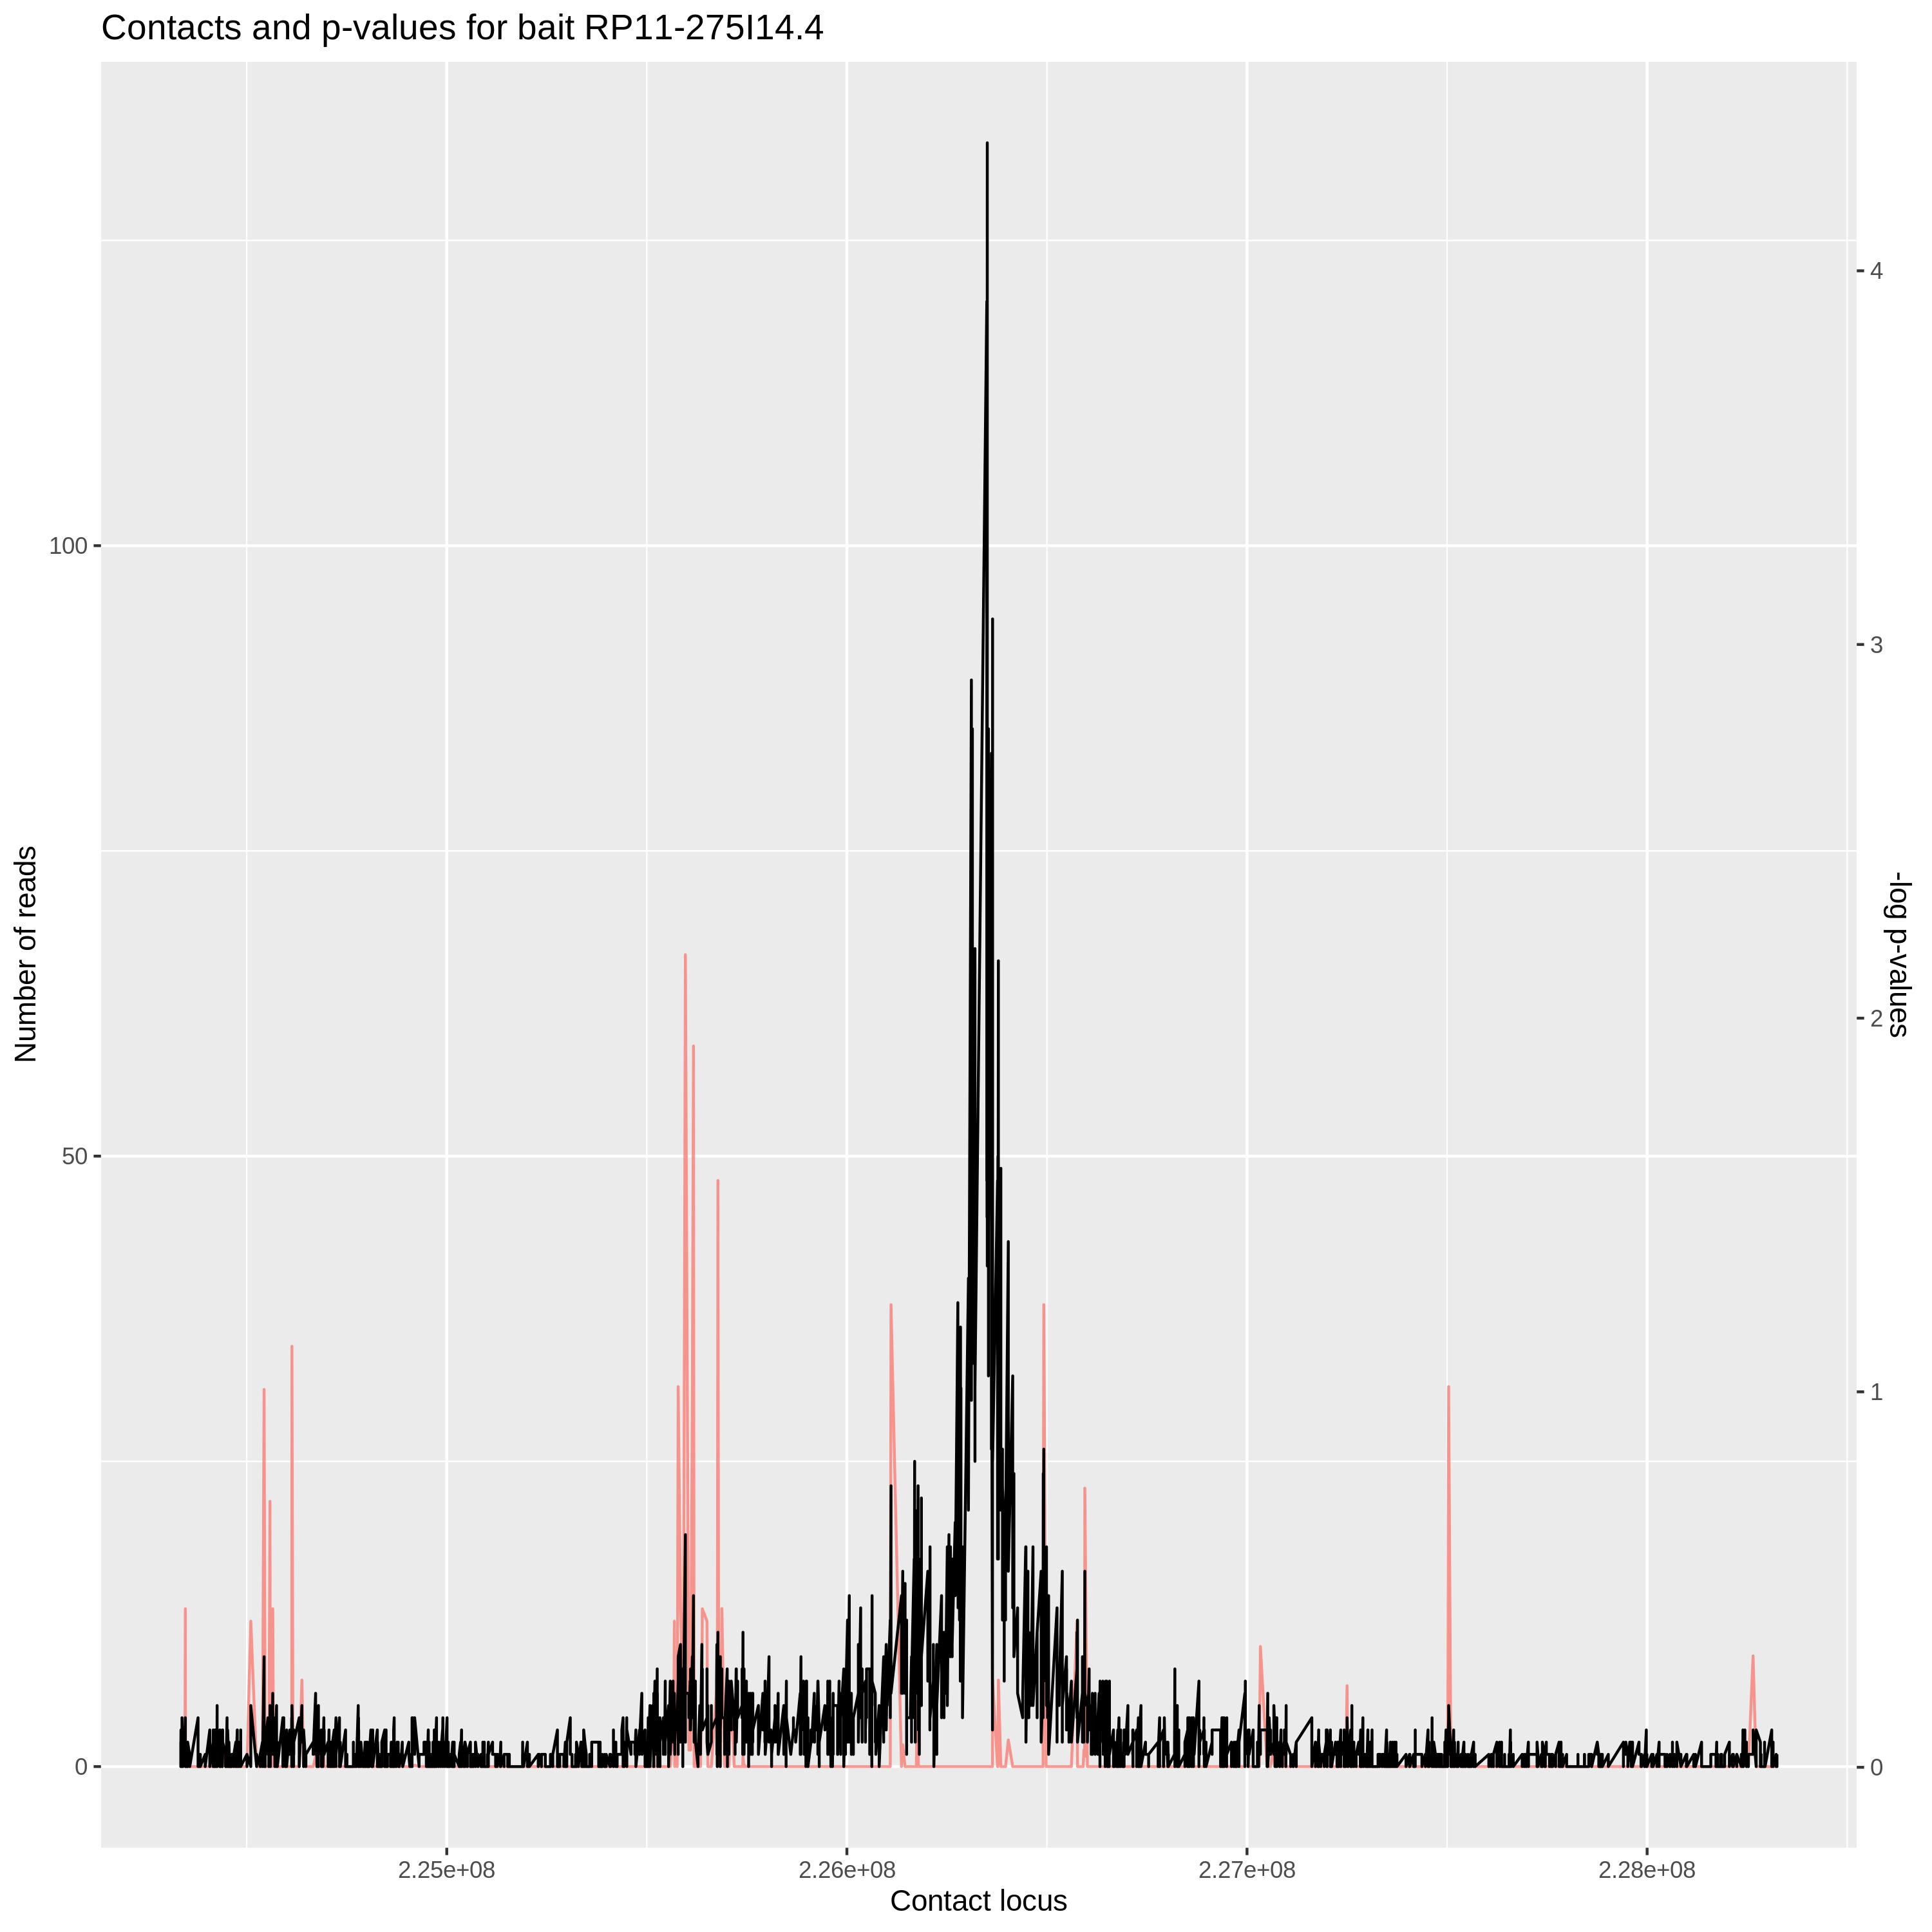 Contacts and p-values for bait RP11-275I14.4
Number of reads
100
50
0
4
3
2
1
0
-log p-values
2.25e+08
2.26e+08
2.27e+08
2.28e+08
Contact locus